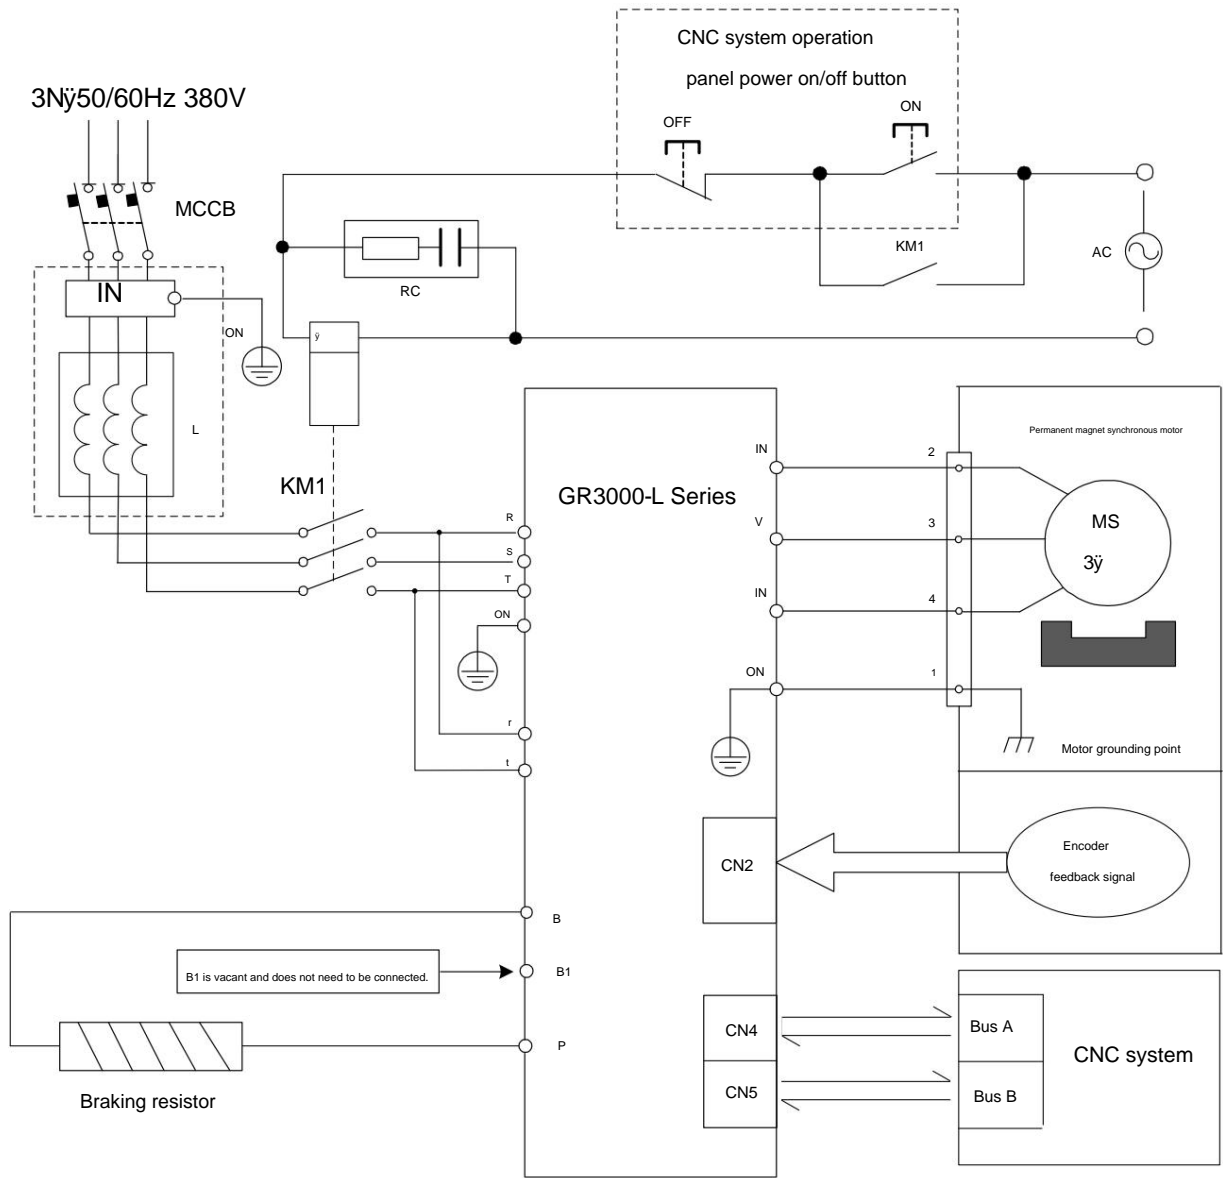 CNC system operation
panel power on/off button
3Nÿ50/60Hz 380V
ON
OFF
MCCB
KM1
AC
RC
IN
ON
ÿ
L
KM1
GR3000-L Series
R
S
T
ON
r
t
IN
V
IN
ON
2
3
4
1
Permanent magnet synchronous motor
MS
3ÿ
Motor grounding point
CN2
Encoder
feedback signal
B
B1 is vacant and does not need to be connected.
B1
P
Braking resistor
CN4
CN5
Bus A
Bus B
CNC system